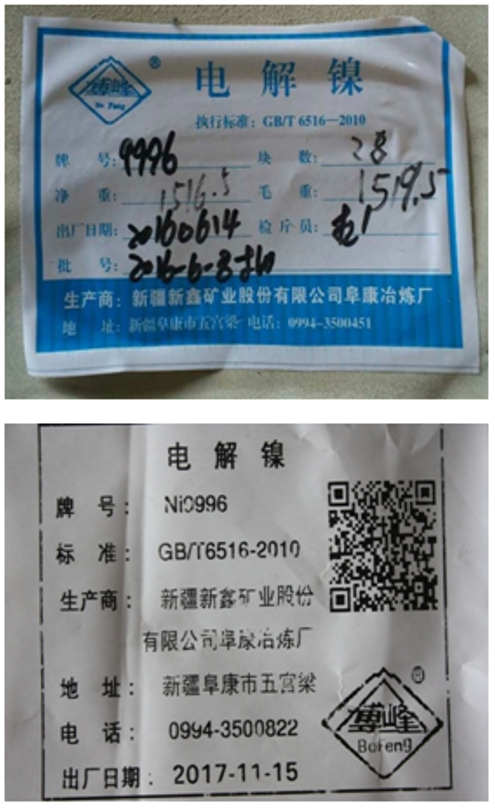 博峰
Bo Feng
®
电解镍
执行标准：GB/T 6516—2010
牌 号：9996 块 数：28
净 重：1516.5 毛 重：1519.5
出厂日期：20160614 检斤员：
批 号：2016-6-8
生产商：新疆新鑫矿业股份有限公司阜康冶炼厂
地 址：新疆阜康市五宫梁 电话：0994-3500451
电解镍
牌 号：Ni9996
标 准：GB/T6516-2010
生产商：新疆新鑫矿业股份
有限公司阜康冶炼厂
地 址：新疆阜康市五宫梁
电 话：0994-3500822
出厂日期：2017-11-15
®
博峰
BoFeng